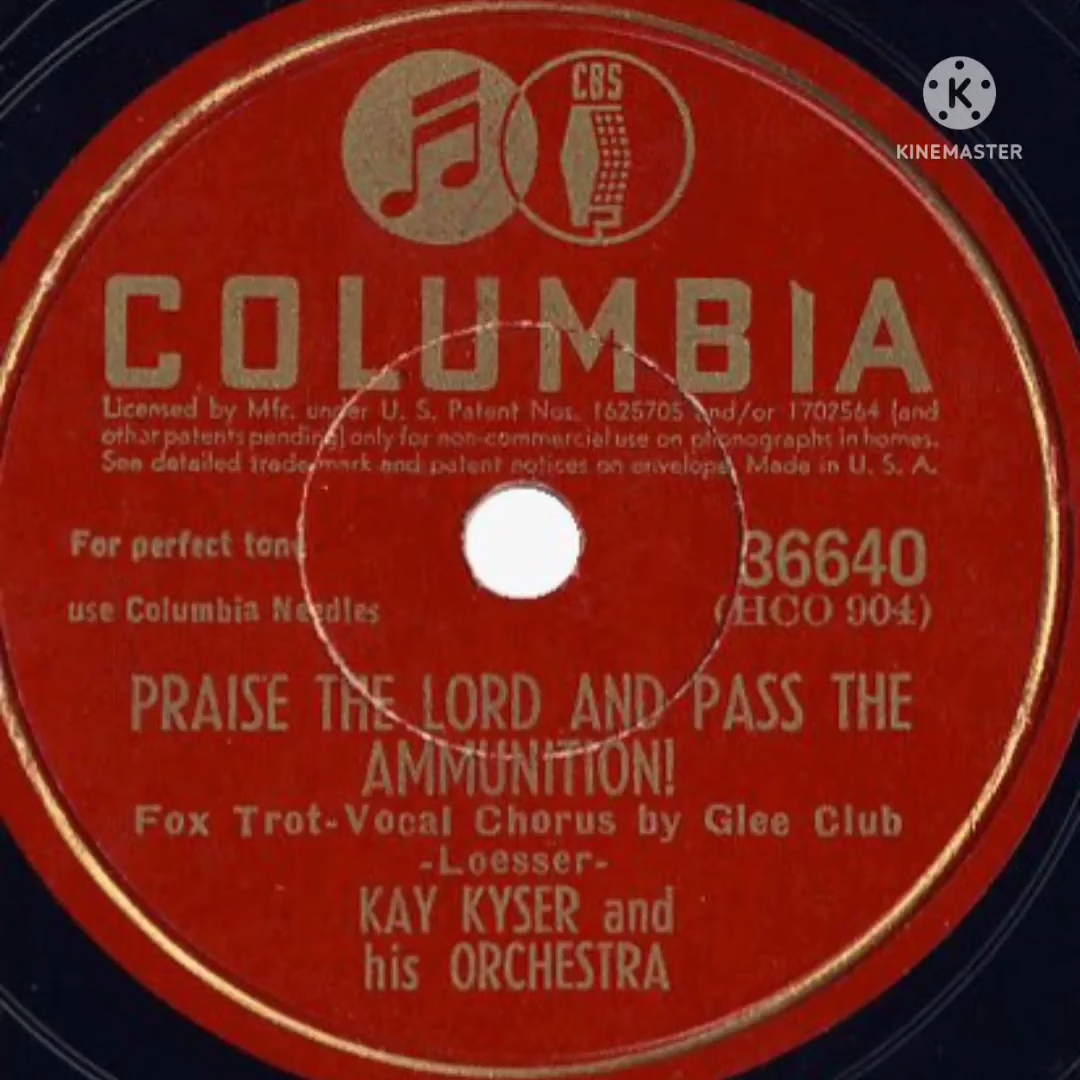 CBS
KINEMASTER
COLUMBIA
Licensed by Mfr. under U. S. Patent Nos. 1625705 and/or 1702564 (and
other patents pending) only for non-commercial use on phonographs in homes.
See detailed trade-mark and patent notices on envelope. Made in U. S. A.
For perfect tone
36640
use Columbia Needles
(HCO 904)
PRAISE THE LORD AND PASS THE
AMMUNITION!
Fox Trot-Vocal Chorus by Glee Club
-Loesser-
KAY KYSER and
his ORCHESTRA